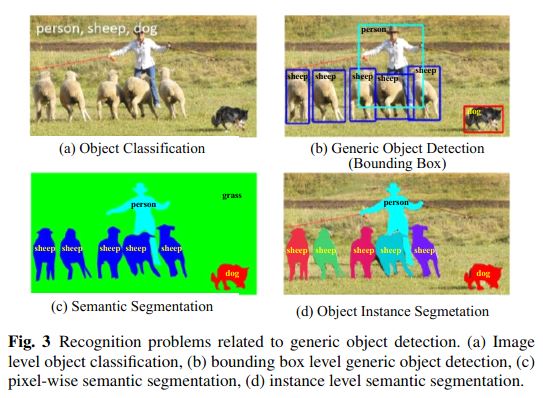 person, sheep, dog
person
sheep sheep sheep sheep sheep
dog
(a) Object Classification
(b) Generic Object Detection
(Bounding Box)
person
grass
sheep sheep sheep sheep sheep
dog
(c) Semantic Segmentation
person
sheep sheep sheep sheep sheep
dog
(d) Object Instance Segmetation
Fig. 3 Recognition problems related to generic object detection. (a) Image
level object classification, (b) bounding box level generic object detection, (c)
pixel-wise semantic segmentation, (d) instance level semantic segmentation.